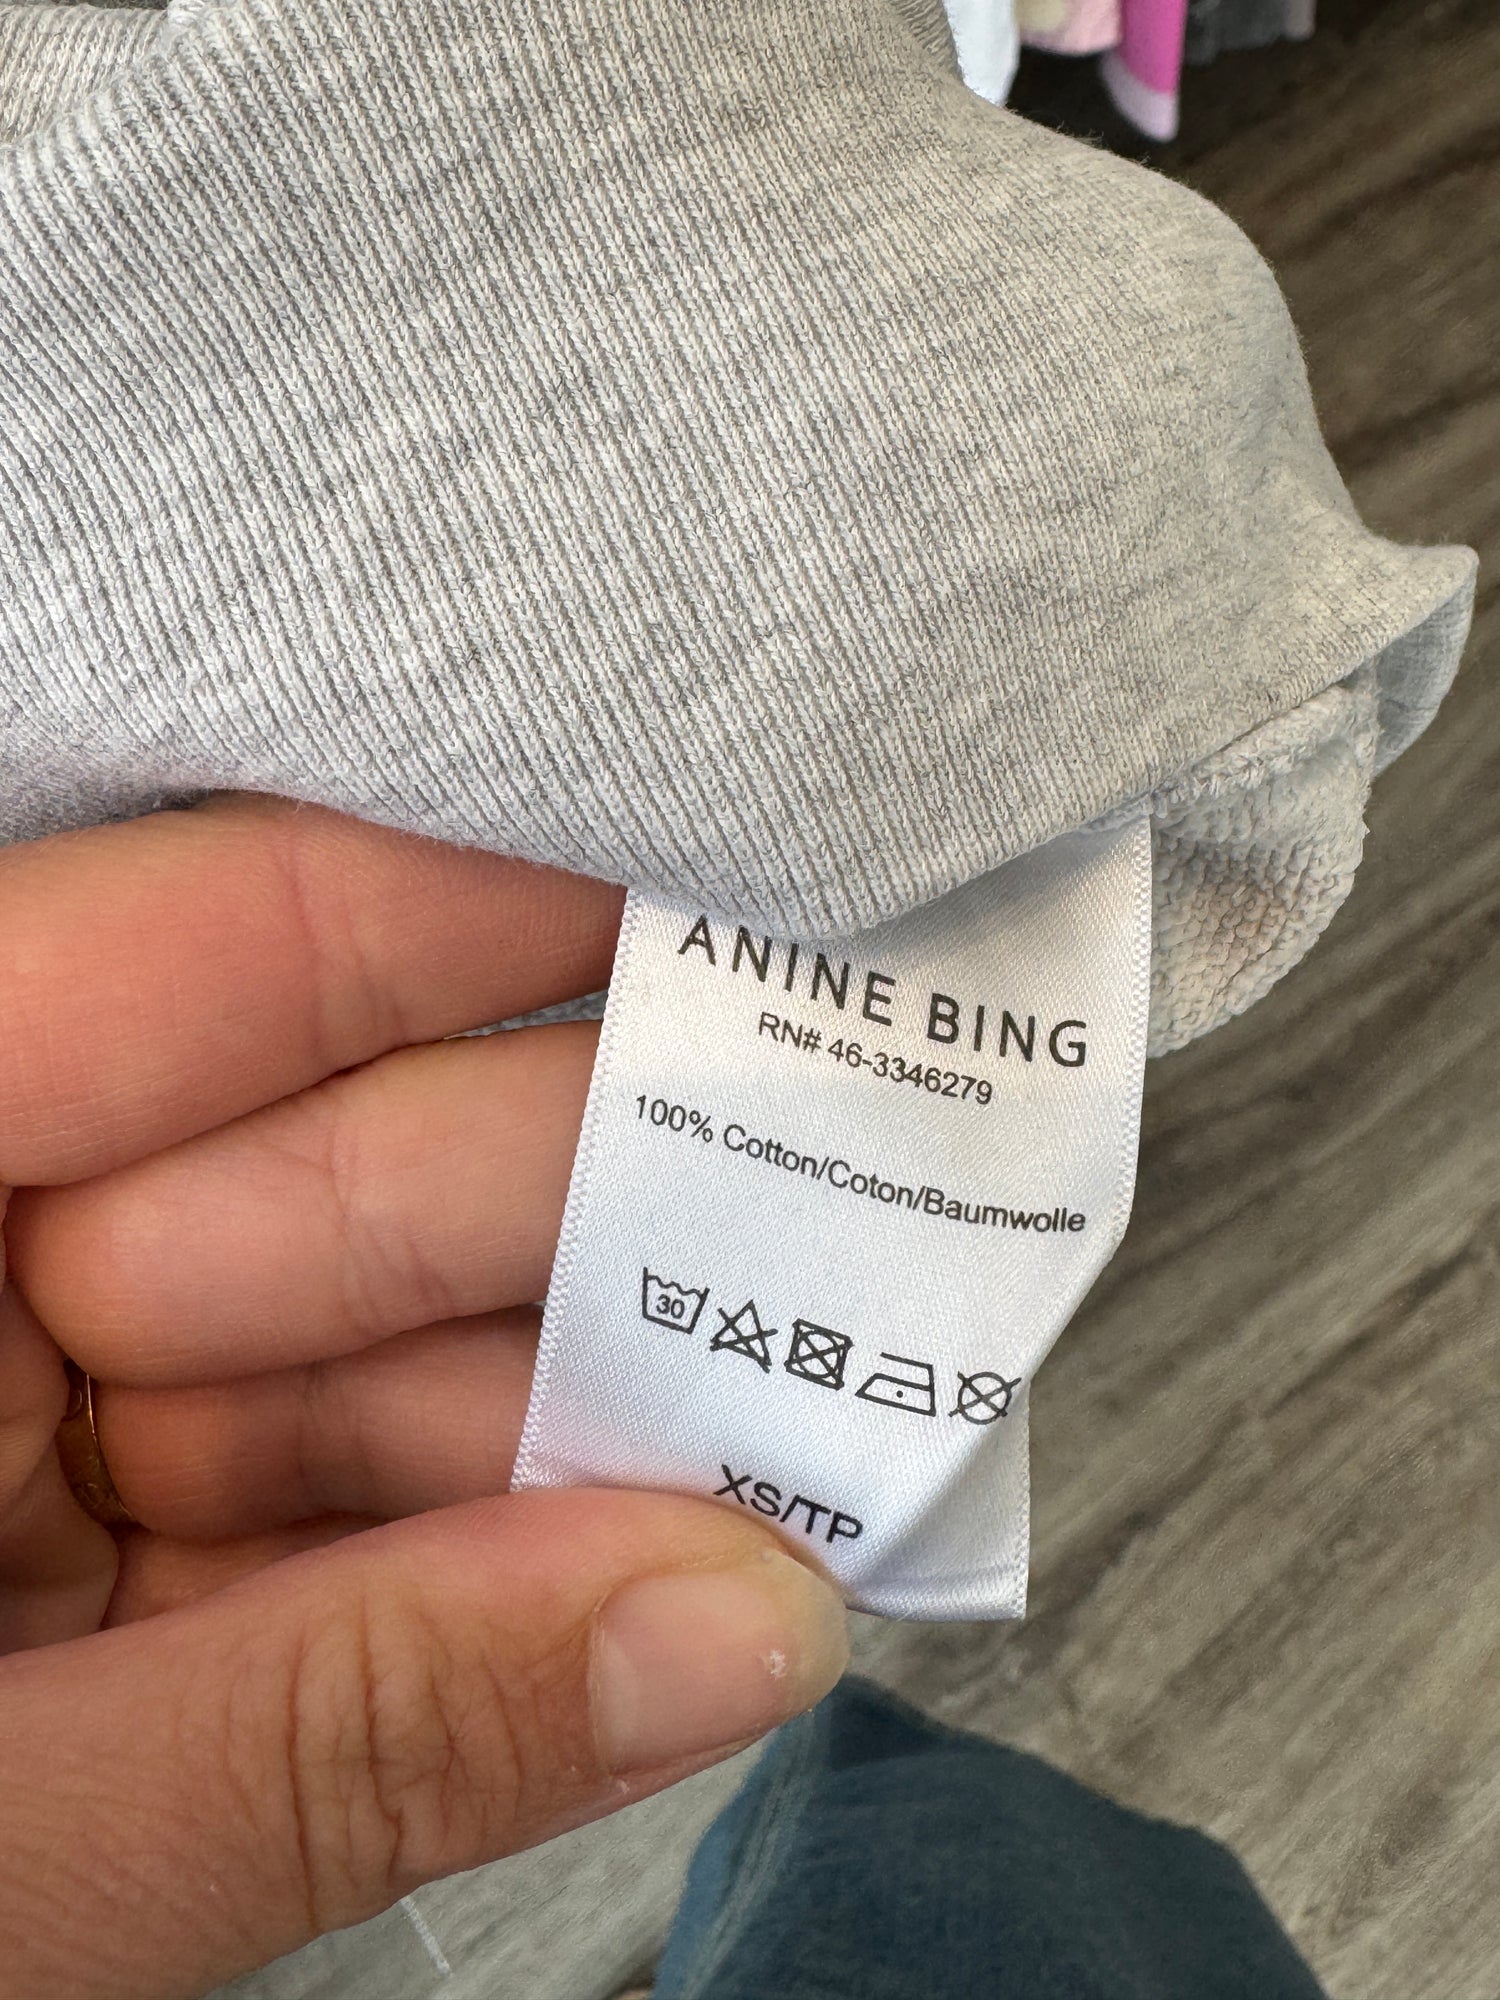 ANINE BING
RN# 46-3346279
100% Cotton/Coton/Baumwolle
30
XS/TP